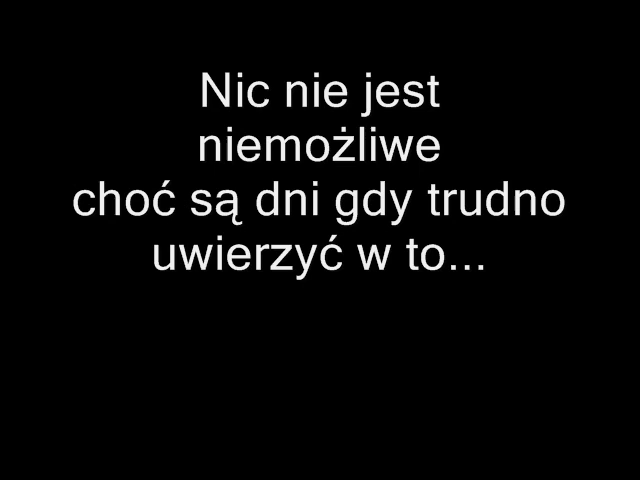 Nic nie jest
niemożliwe
choć są dni gdy trudno
uwierzyć w to...